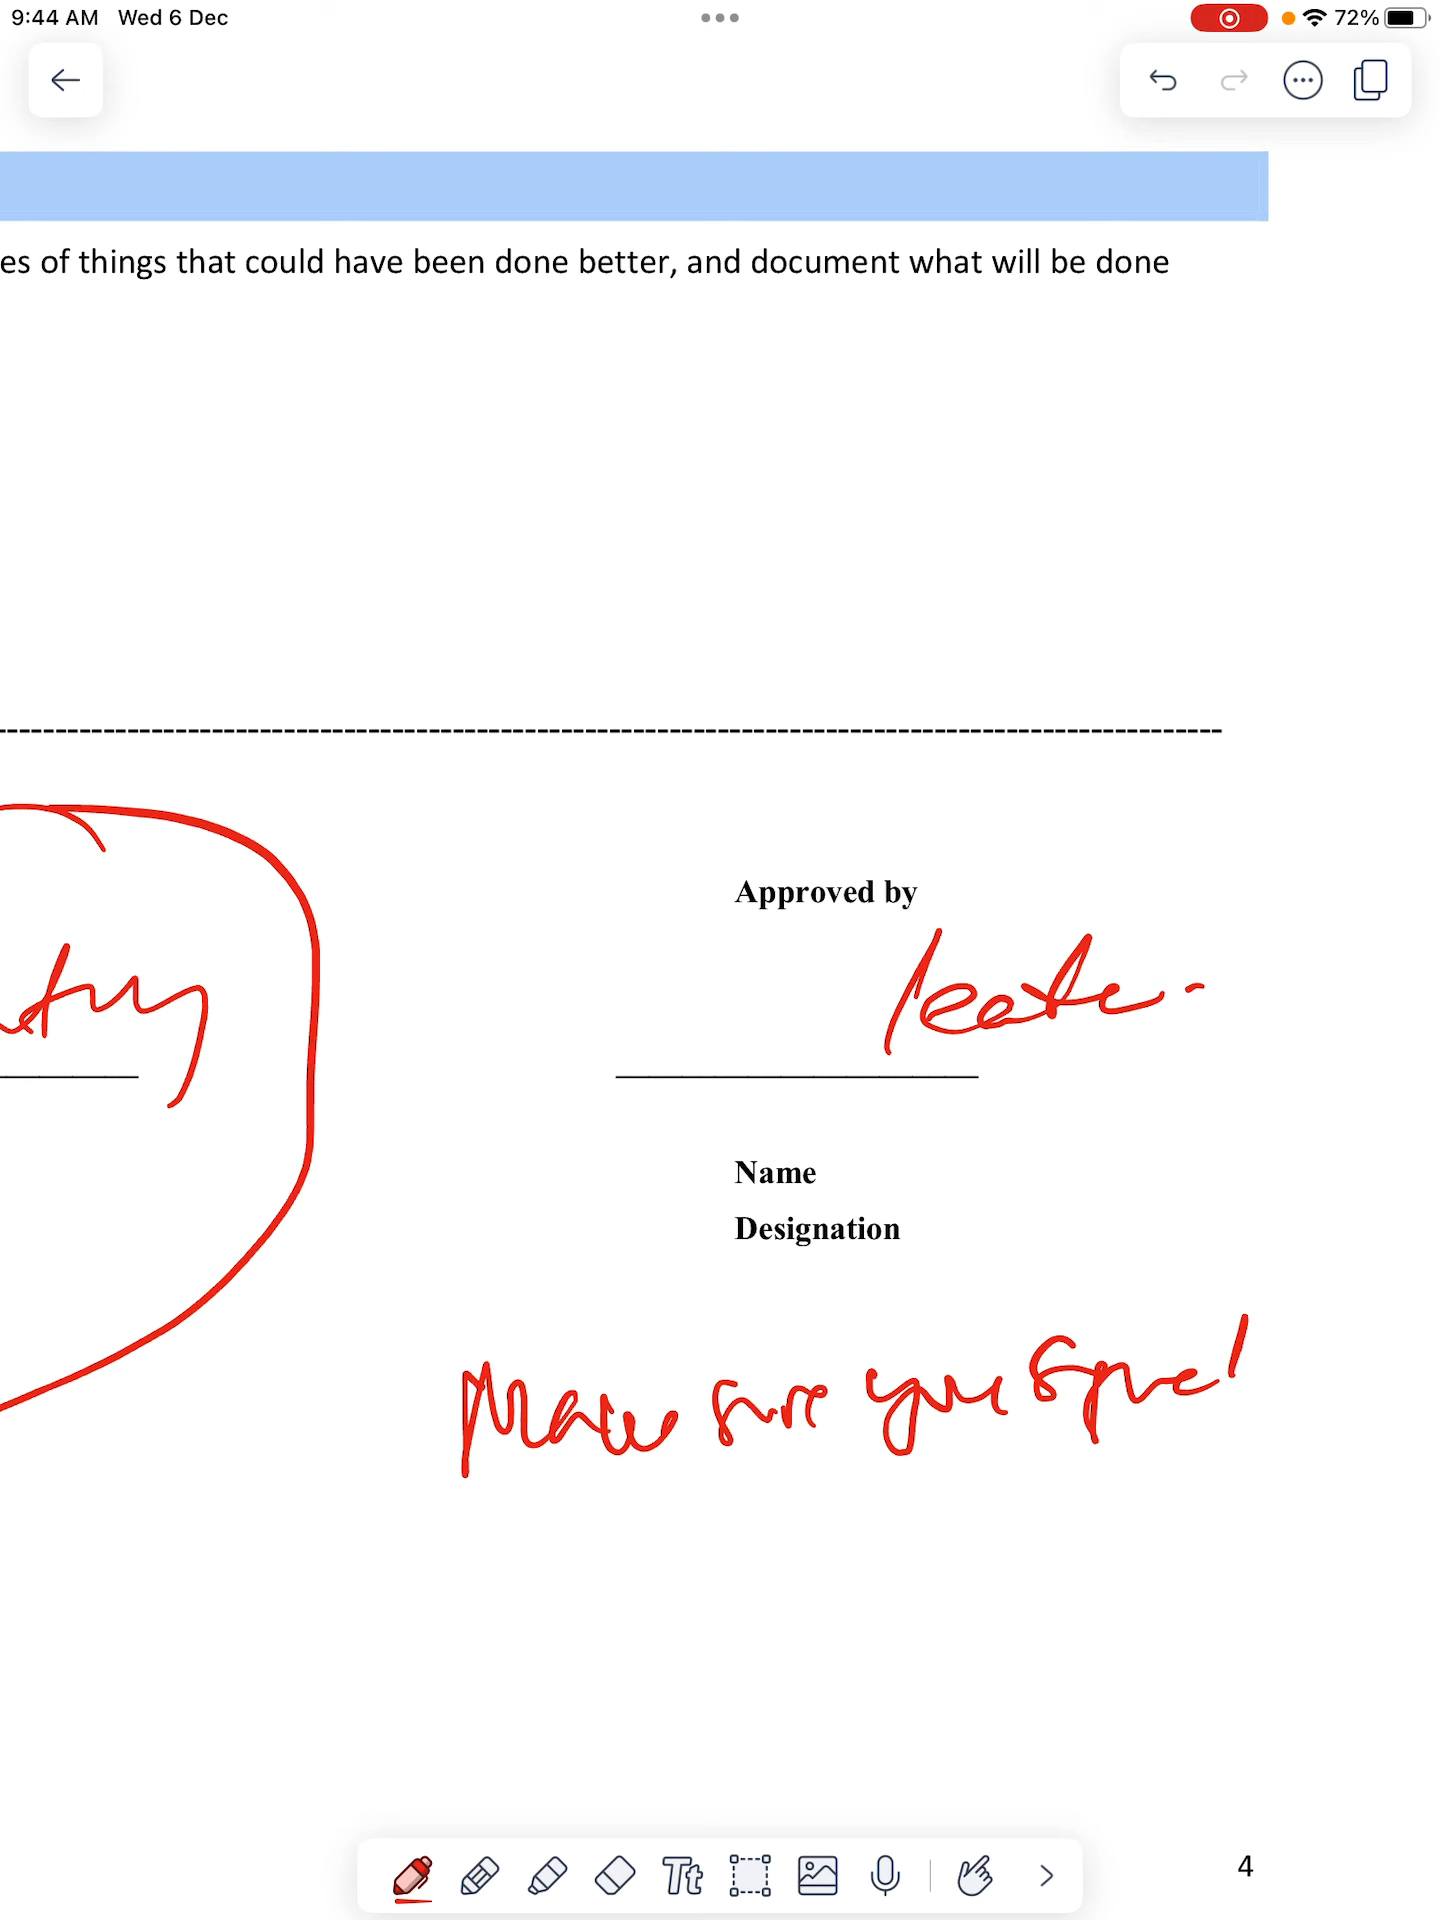 9:44 AM Wed 6 Dec
72%
es of things that could have been done better, and document what will be done
Approved by
Name
Designation
Make sure you
Tt
4